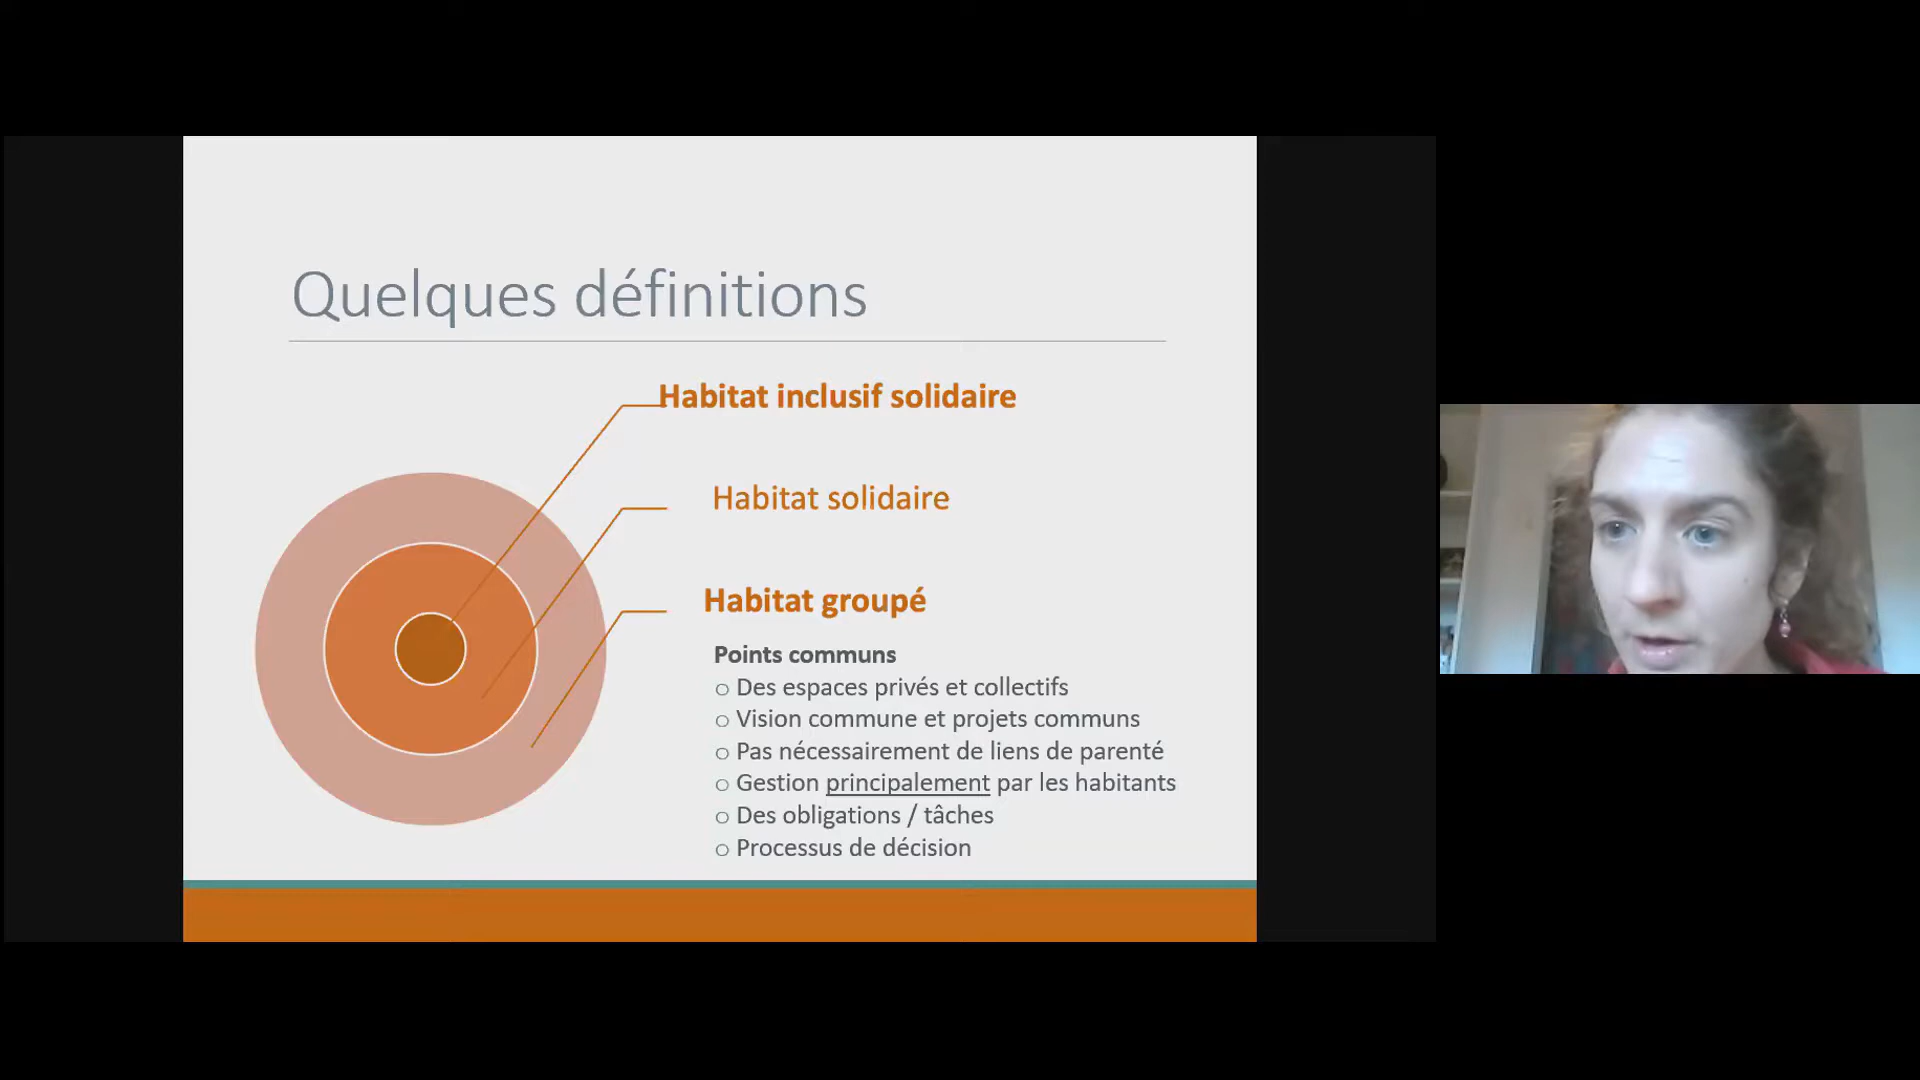 Quelques définitions
Habitat inclusif solidaire
Habitat solidaire
Habitat groupé
Points communs
o Des espaces privés et collectifs
o Vision commune et projets communs
o Pas nécessairement de liens de parenté
o Gestion principalement par les habitants
o Des obligations / tâches
o Processus de décision